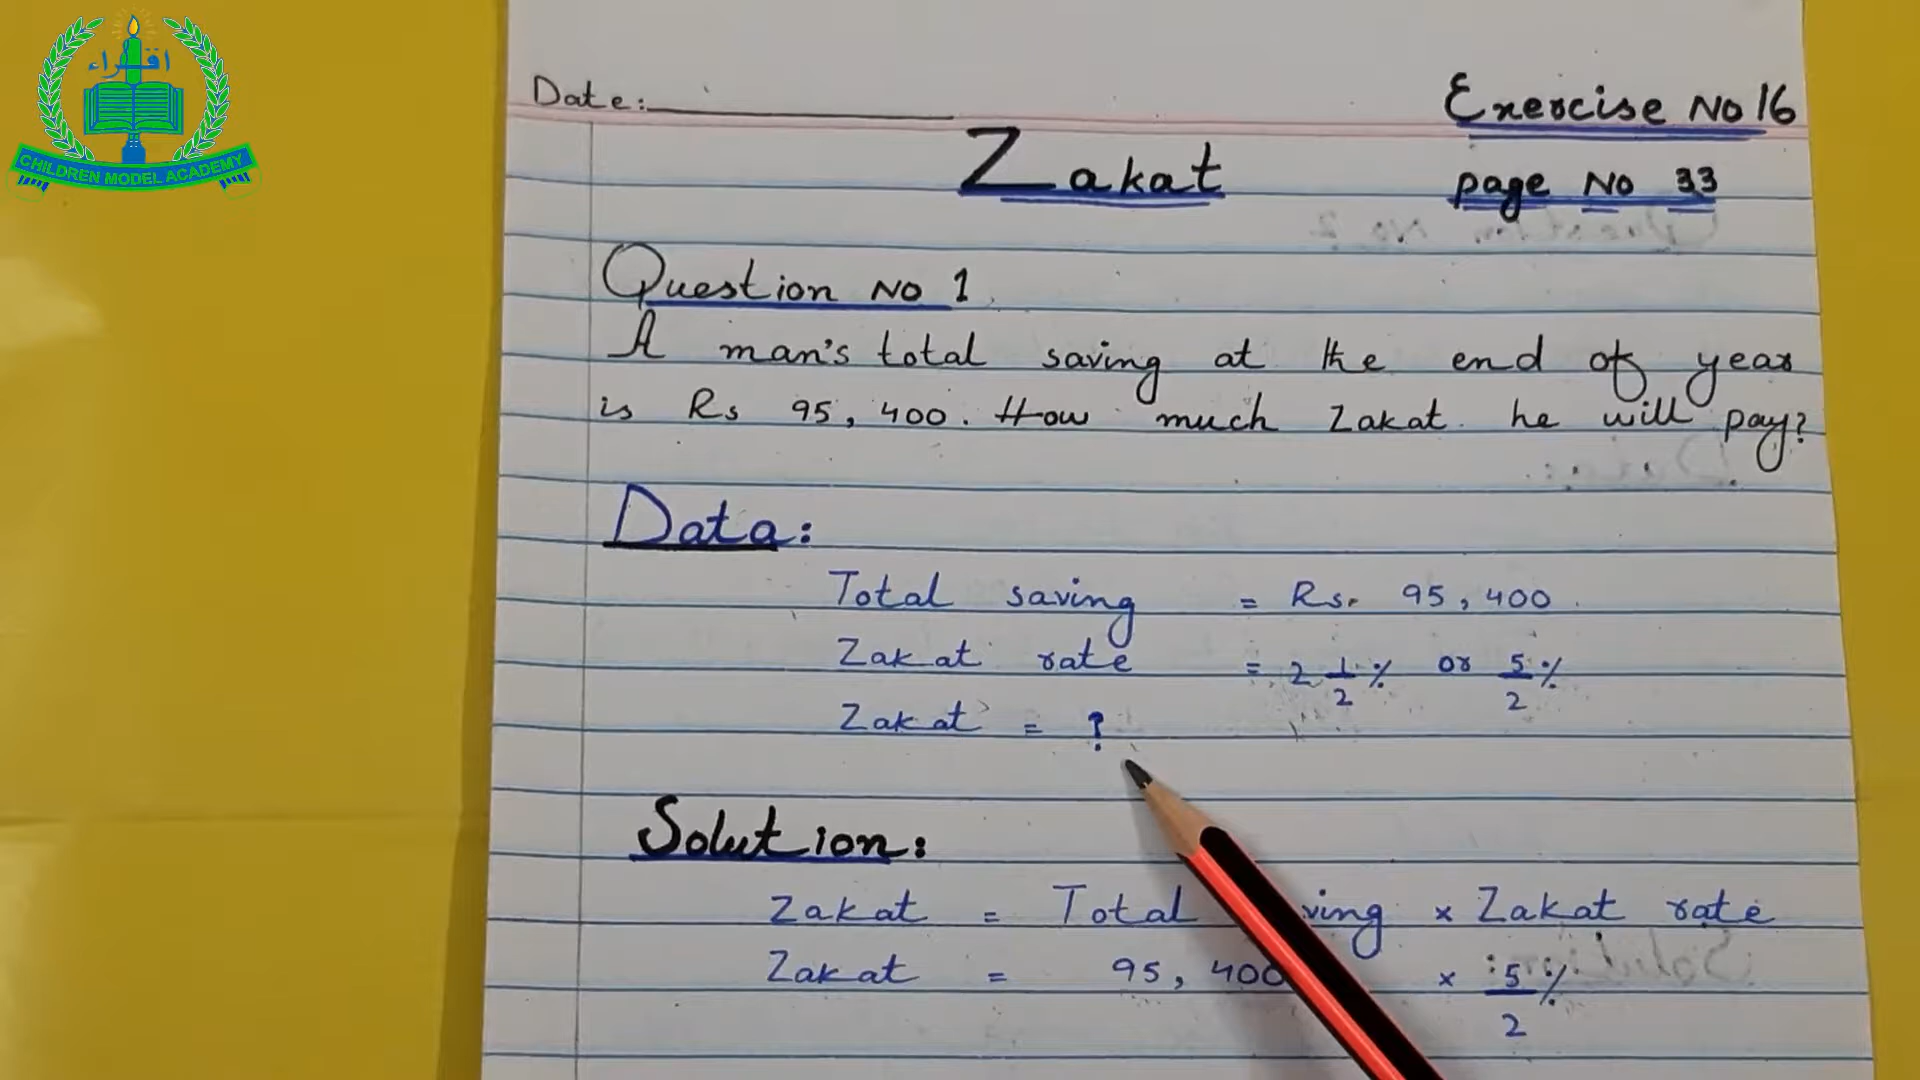 اقراء
CHILDREN MODEL ACADEMY
Date:
Exercise No 16
Zakat
page No 33
Question No 1
A man's total saving at the end of year
is Rs 95,400. How much Zakat he will pay?
Data:
Total saving = Rs. 95,400
Zakat rate = 2 1/2 % or 5/2 %
Zakat = ?
Solution:
Zakat = Total ving × Zakat rate
Zakat = 95,400 × 5/2 %